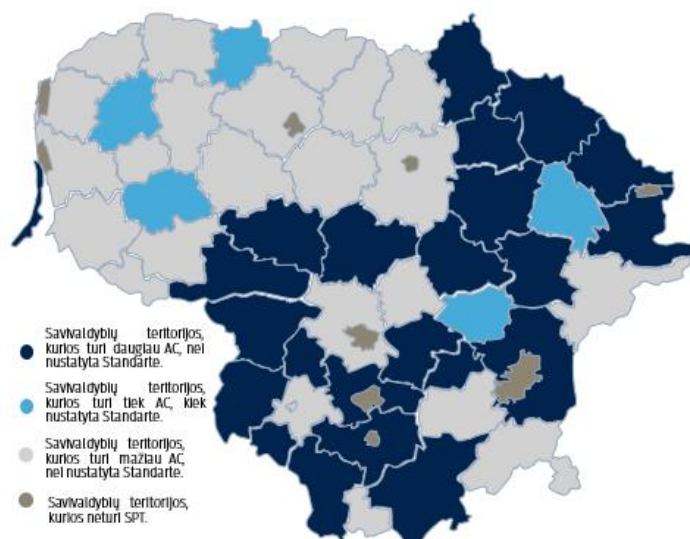 Savivaldybių teritorijos,
kurios turi daugiau AC, nei
nustatyta Standarte.
Savivaldybių teritorijos,
kurios turi tiek AC, kiek
nustatyta Standarte.
Savivaldybių teritorijos,
kurios turi mažiau AC,
nei nustatyta Standarte.
Savivaldybių teritorijos,
kurios neturi SPT.